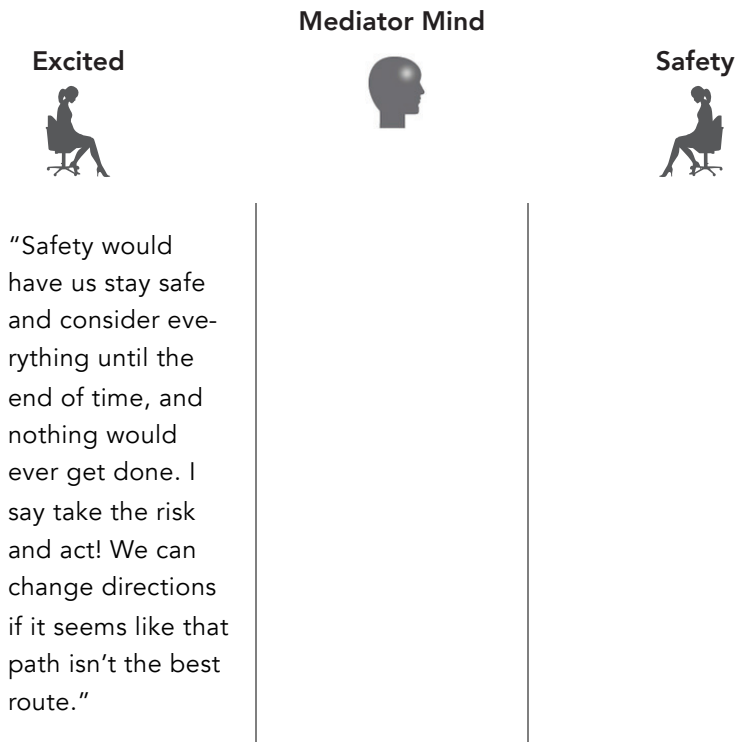 Mediator Mind
Excited
Safety
“Safety would
have us stay safe
and consider eve-
rything until the
end of time, and
nothing would
ever get done. I
say take the risk
and act! We can
change directions
if it seems like that
path isn’t the best
route.”